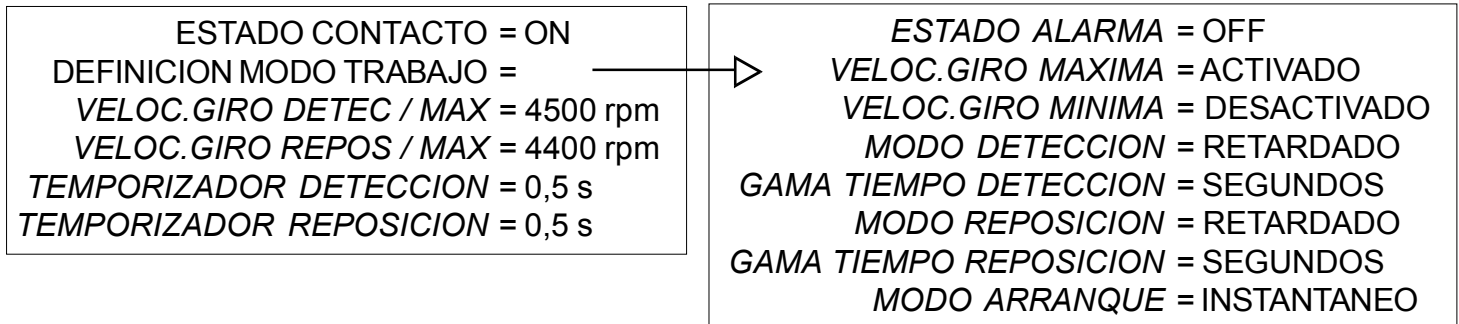 ESTADO CONTACTO = ON
DEFINICION MODO TRABAJO =
VELOC.GIRO DETEC / MAX = 4500 rpm
VELOC.GIRO REPOS / MAX = 4400 rpm
TEMPORIZADOR DETECCION = 0,5 s
TEMPORIZADOR REPOSICION = 0,5 s
ESTADO ALARMA = OFF
VELOC.GIRO MAXIMA = ACTIVADO
VELOC.GIRO MINIMA = DESACTIVADO
MODO DETECCION = RETARDADO
GAMA TIEMPO DETECCION = SEGUNDOS
MODO REPOSICION = RETARDADO
GAMA TIEMPO REPOSICION = SEGUNDOS
MODO ARRANQUE = INSTANTANEO